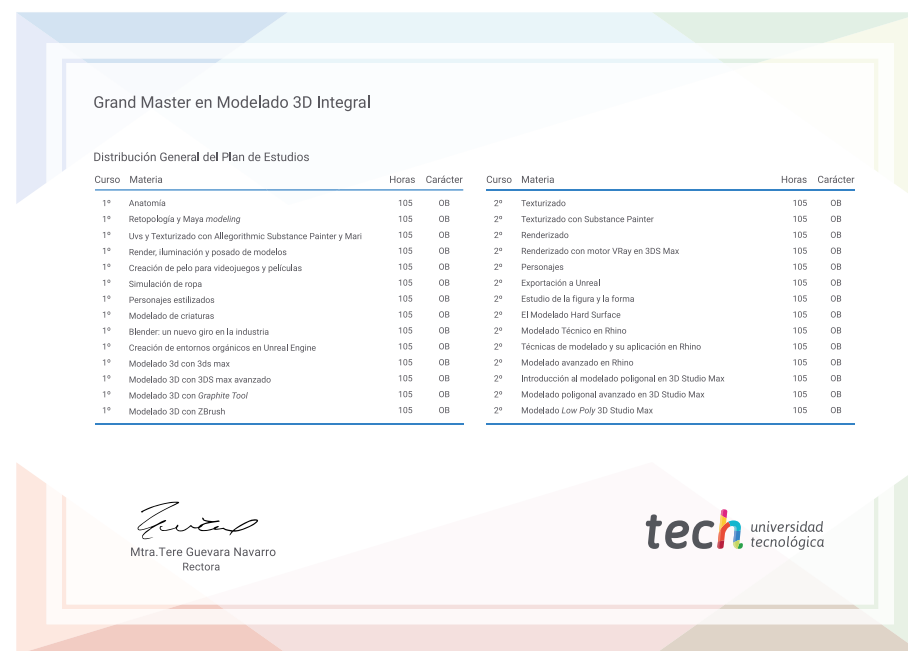 Grand Master en Modelado 3D Integral
Distribución General del Plan de Estudios
Curso Materia Horas Carácter
1º Anatomía 105 OB
1º Retopología y Maya modeling 105 OB
1º Uvs y Texturizado con Allegorithmic Substance Painter y Mari 105 OB
1º Render, iluminación y posado de modelos 105 OB
1º Creación de pelo para videojuegos y películas 105 OB
1º Simulación de ropa 105 OB
1º Personajes estilizados 105 OB
1º Modelado de criaturas 105 OB
1º Blender: un nuevo giro en la industria 105 OB
1º Creación de entornos orgánicos en Unreal Engine 105 OB
1º Modelado 3d con 3ds max 105 OB
1º Modelado 3D con 3DS max avanzado 105 OB
1º Modelado 3D con Graphite Tool 105 OB
1º Modelado 3D con ZBrush 105 OB
Curso Materia Horas Carácter
2º Texturizado 105 OB
2º Texturizado con Substance Painter 105 OB
2º Renderizado 105 OB
2º Renderizado con motor VRay en 3DS Max 105 OB
2º Personajes 105 OB
2º Exportación a Unreal 105 OB
2º Estudio de la figura y la forma 105 OB
2º El Modelado Hard Surface 105 OB
2º Modelado Técnico en Rhino 105 OB
2º Técnicas de modelado y su aplicación en Rhino 105 OB
2º Modelado avanzado en Rhino 105 OB
2º Introducción al modelado poligonal en 3D Studio Max 105 OB
2º Modelado poligonal avanzado en 3D Studio Max 105 OB
2º Modelado Low Poly 3D Studio Max 105 OB
Mtra.Tere Guevara Navarro
Rectora
tech universidad
tecnológica